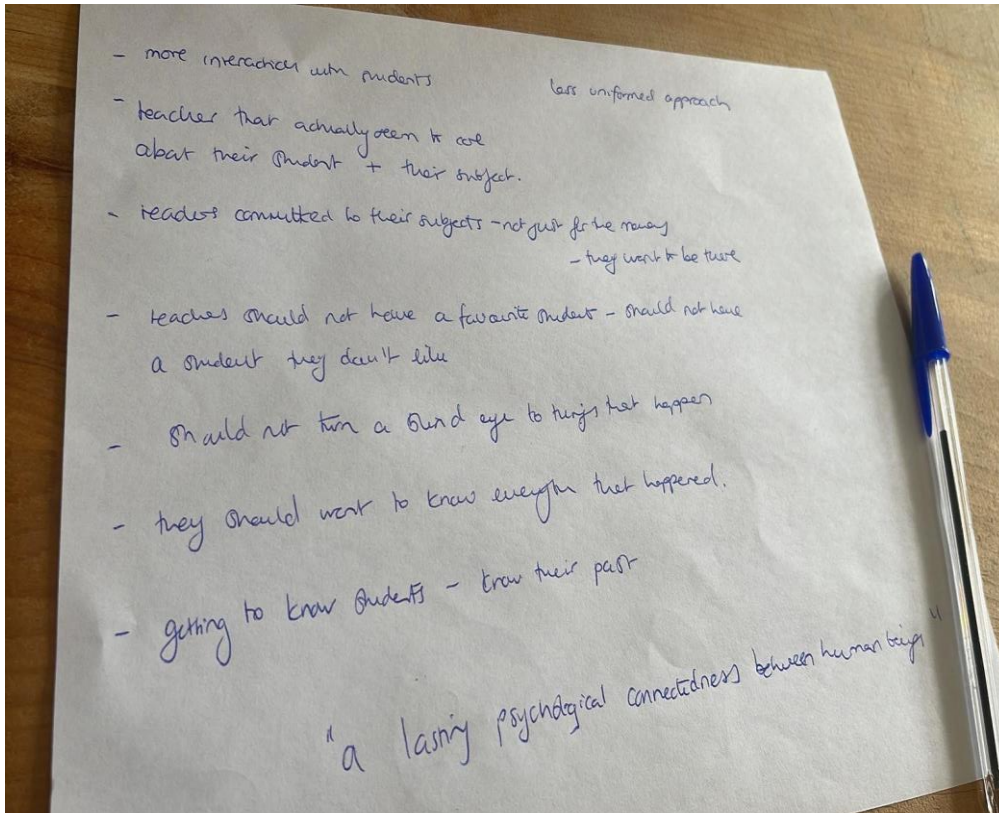 - more interaction with students
less uniformed approach
- teacher that actually seem to care
about their student + their subject.
- teachers committed to their subjects - not just for the money
- they want to be there
- teaches should not have a favourite student - should not have
a student they don't like
- should not turn a blind eye to things that happen
- they should want to know everythin that happened.
- getting to know students - know their past
"a lasting psychological connectedness between human beings"